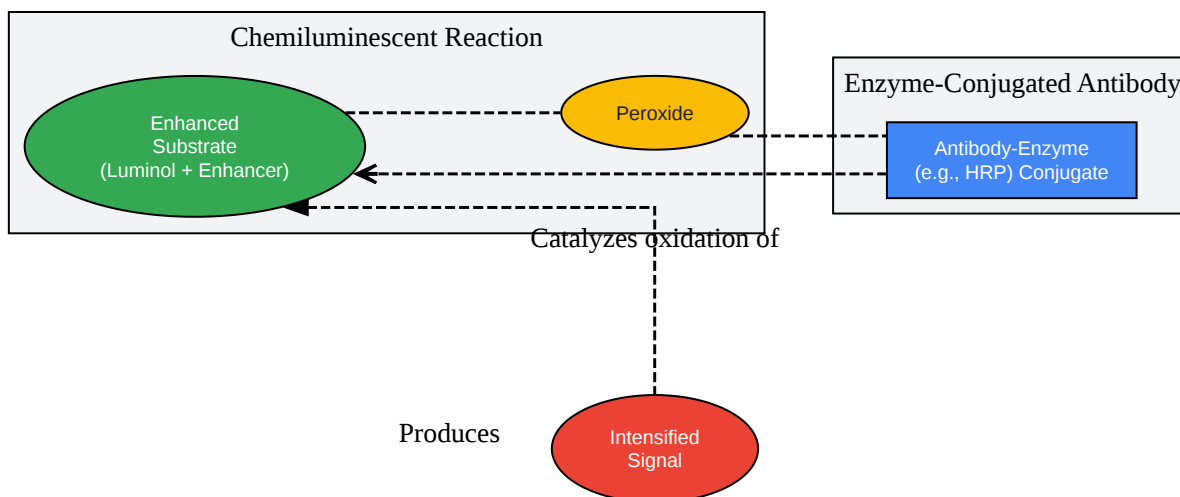 Chemiluminescent Reaction
Enhanced
Substrate
(Luminol + Enhancer)
Peroxide
Enzyme-Conjugated Antibody
Antibody-Enzyme
(e.g., HRP) Conjugate
Catalyzes oxidation of
Produces
Intensified
Signal